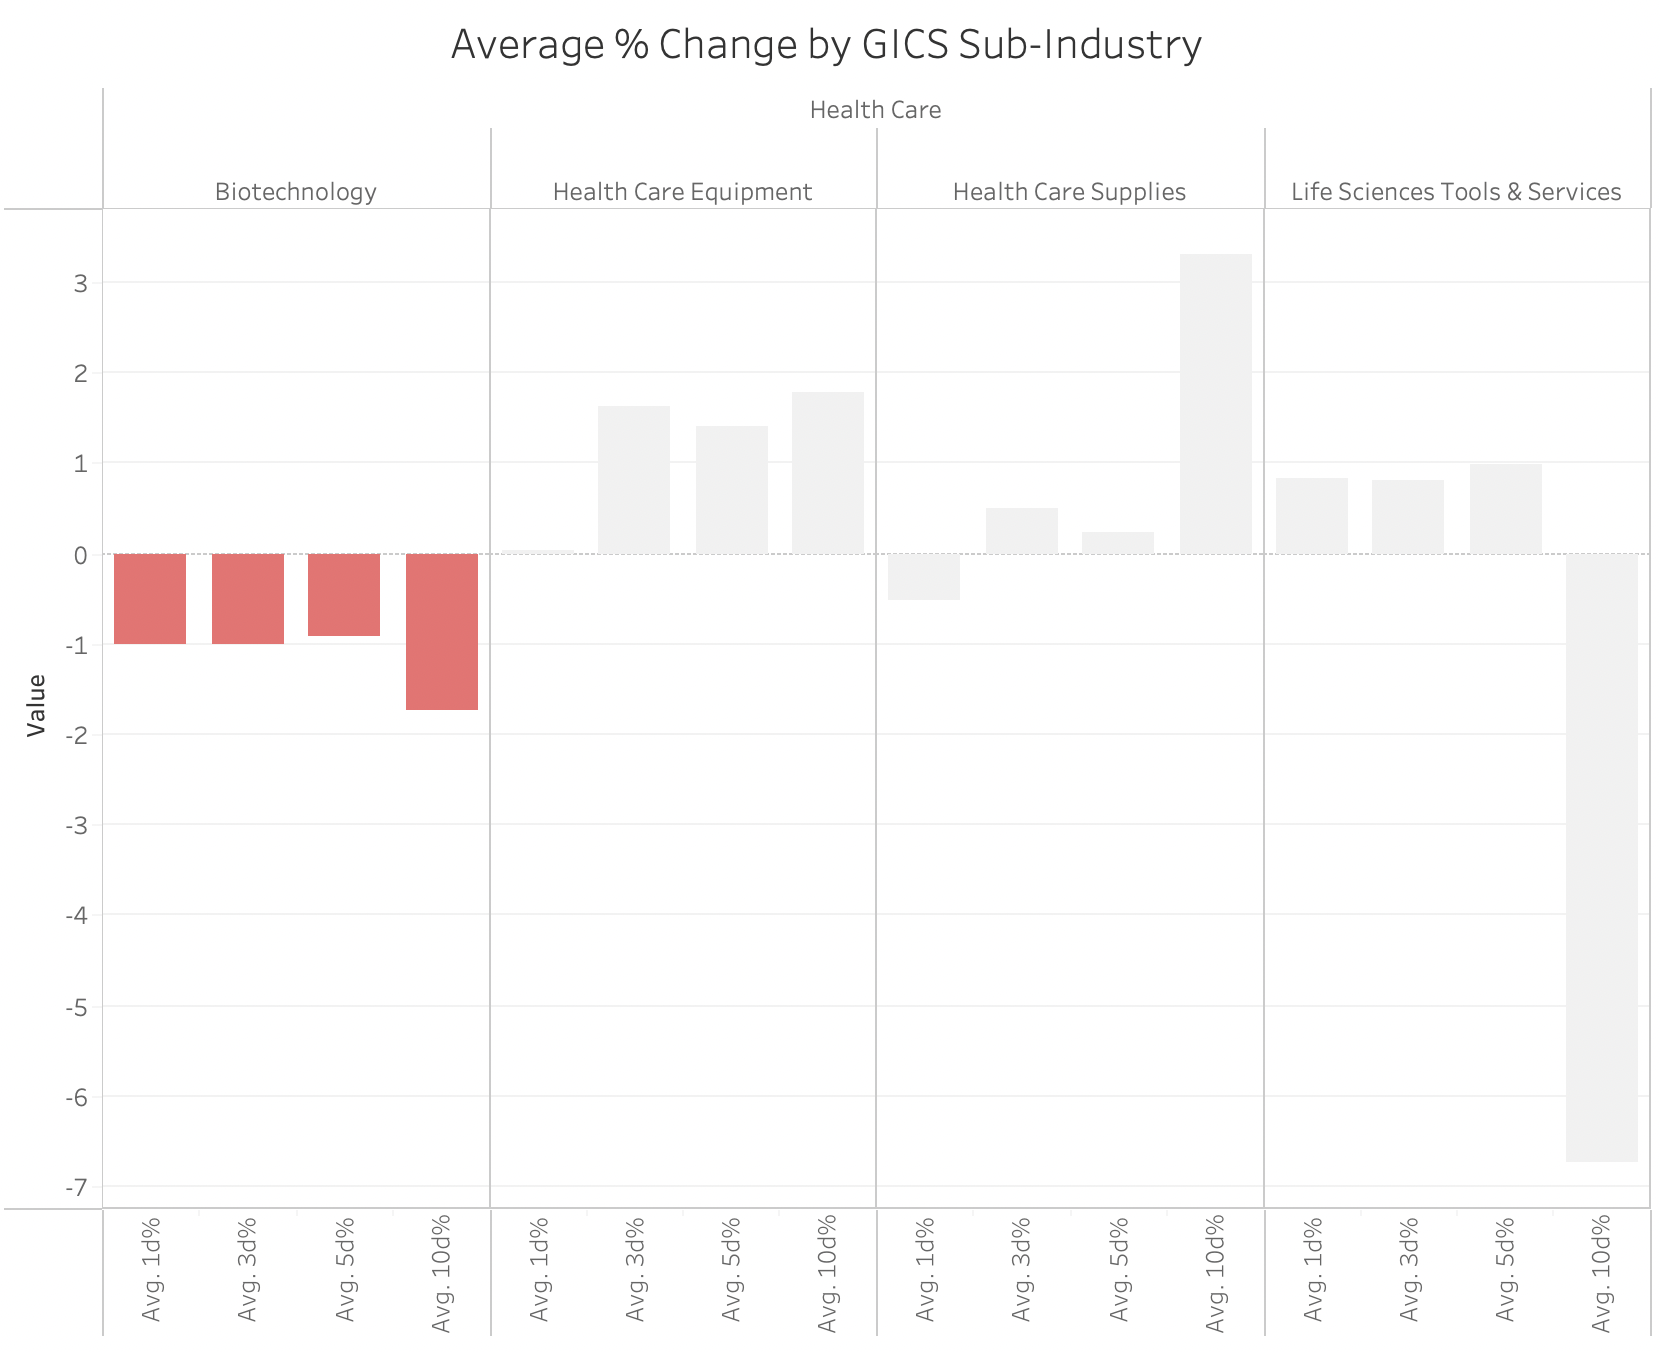 Average % Change by GICS Sub-Industry
Health Care
Biotechnology
Health Care Equipment
Health Care Supplies
Life Sciences Tools & Services
Value
3
2
1
0
-1
-2
-3
-4
-5
-6
-7
Avg. 1d%
Avg. 3d%
Avg. 5d%
Avg. 10d%
Avg. 1d%
Avg. 3d%
Avg. 5d%
Avg. 10d%
Avg. 1d%
Avg. 3d%
Avg. 5d%
Avg. 10d%
Avg. 1d%
Avg. 3d%
Avg. 5d%
Avg. 10d%